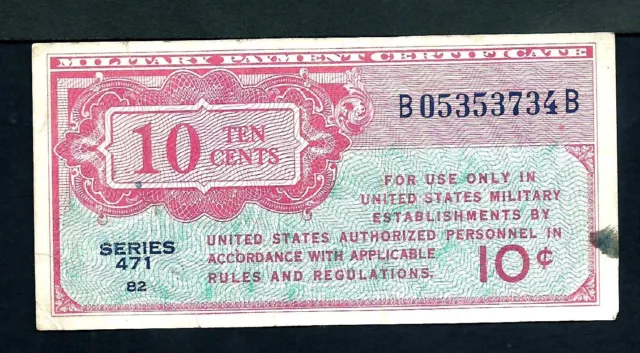 MILITARY PAYMENT CERTIFICATE
B05353734B
10 TEN CENTS
FOR USE ONLY IN
UNITED STATES MILITARY
ESTABLISHMENTS BY
UNITED STATES AUTHORIZED PERSONNEL IN
ACCORDANCE WITH APPLICABLE
RULES AND REGULATIONS.
10¢
SERIES
471
82